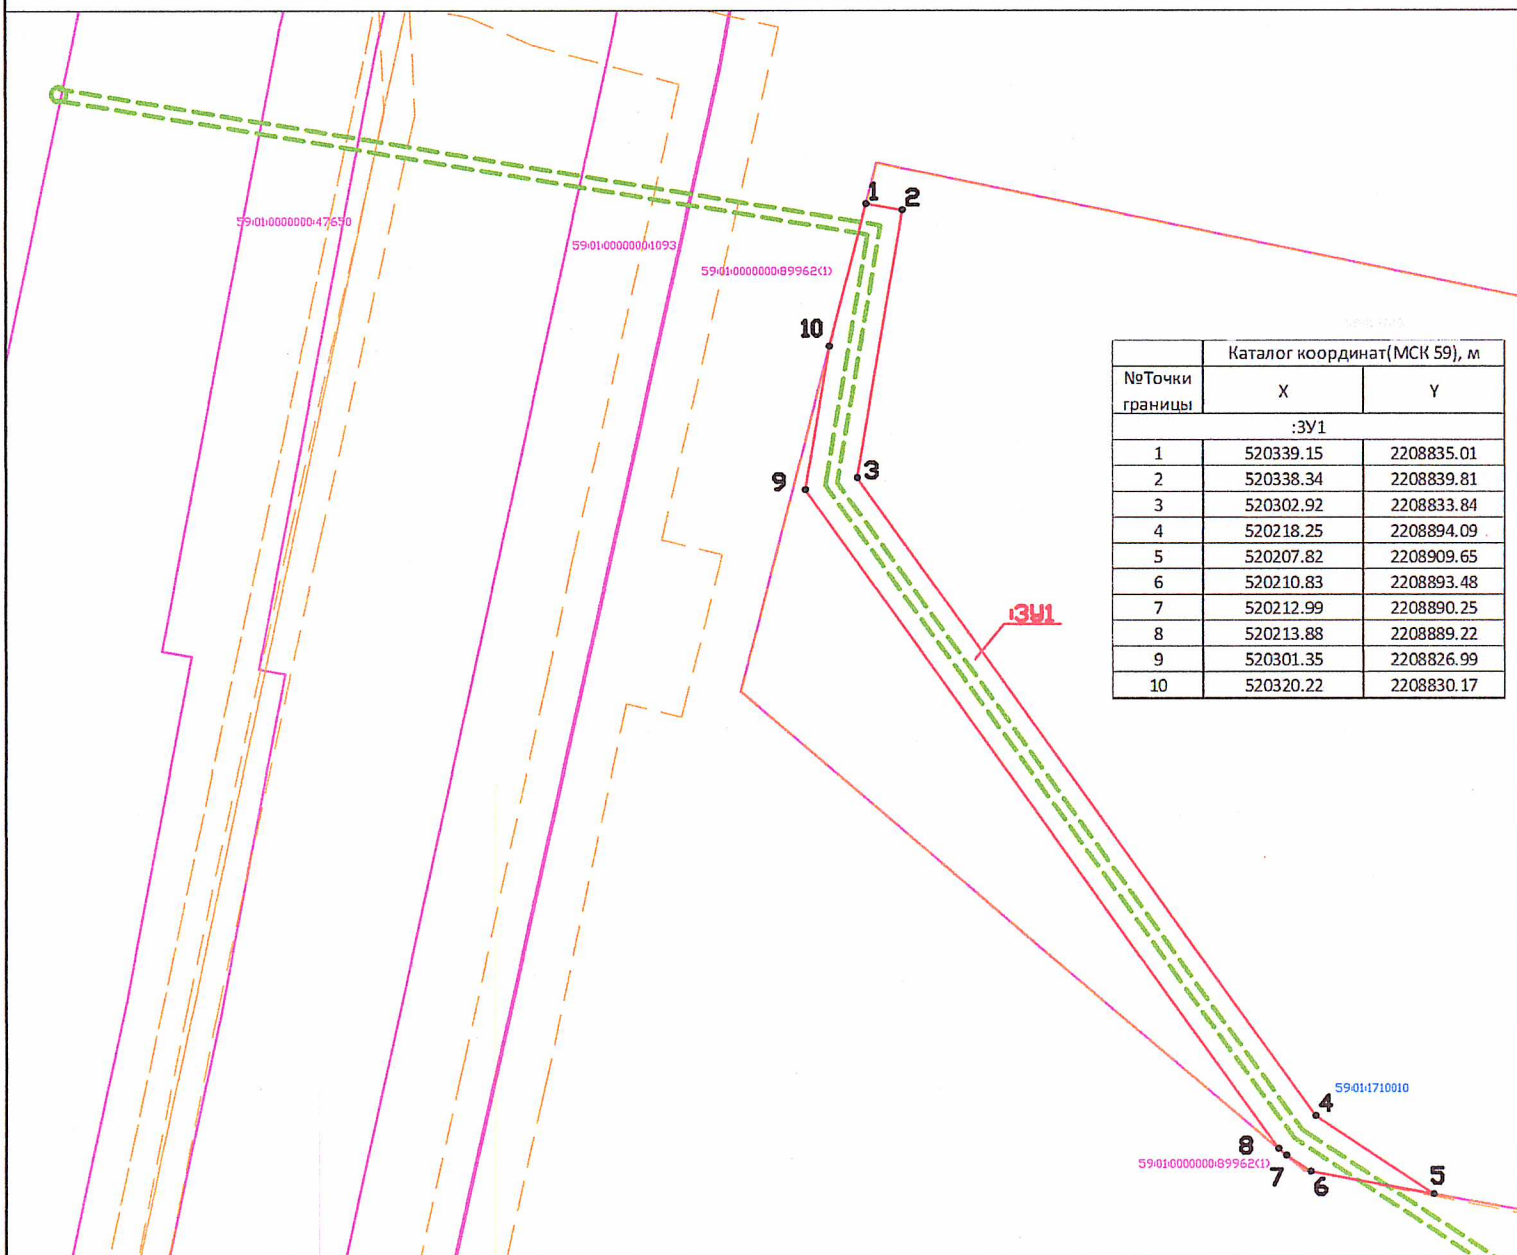 1
2
59:01:0000000:47650
59:01:0000000:1093
59:01:0000000:89962(1)
10
Каталог координат(МСК 59), м
№Точки границы X Y
:ЗУ1
1 520339.15 2208835.01
2 520338.34 2208839.81
3 520302.92 2208833.84
4 520218.25 2208894.09
5 520207.82 2208909.65
6 520210.83 2208893.48
7 520212.99 2208890.25
8 520213.88 2208889.22
9 520301.35 2208826.99
10 520320.22 2208830.17
3
9
:ЗУ1
59:01:1710010
4
8
59:01:0000000:89962(1)
7
6
5